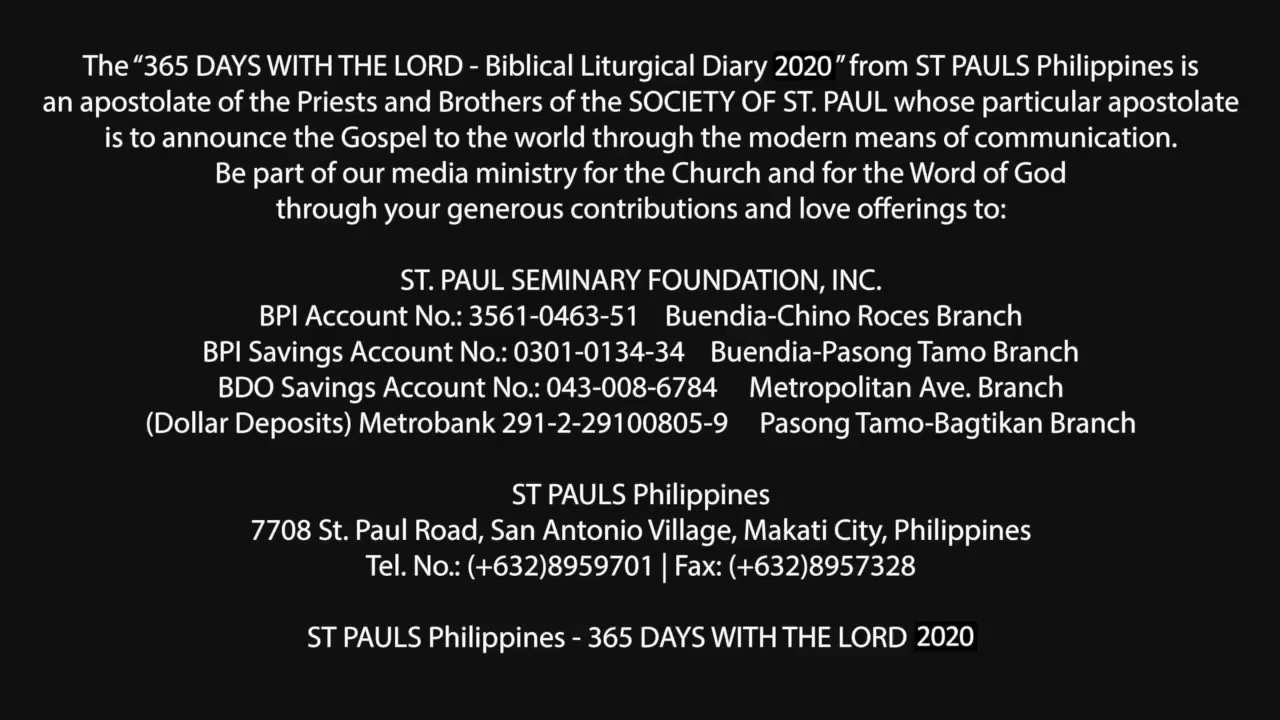 The “365 DAYS WITH THE LORD - Biblical Liturgical Diary 2020” from ST PAULS Philippines is
an apostolate of the Priests and Brothers of the SOCIETY OF ST. PAUL whose particular apostolate
is to announce the Gospel to the world through the modern means of communication.
Be part of our media ministry for the Church and for the Word of God
through your generous contributions and love offerings to:
ST. PAUL SEMINARY FOUNDATION, INC.
BPI Account No.: 3561-0463-51 Buendia-Chino Roces Branch
BPI Savings Account No.: 0301-0134-34 Buendia-Pasong Tamo Branch
BDO Savings Account No.: 043-008-6784 Metropolitan Ave. Branch
(Dollar Deposits) Metrobank 291-2-29100805-9 Pasong Tamo-Bagtikan Branch
ST PAULS Philippines
7708 St. Paul Road, San Antonio Village, Makati City, Philippines
Tel. No.: (+632)8959701 | Fax: (+632)8957328
ST PAULS Philippines - 365 DAYS WITH THE LORD 2020